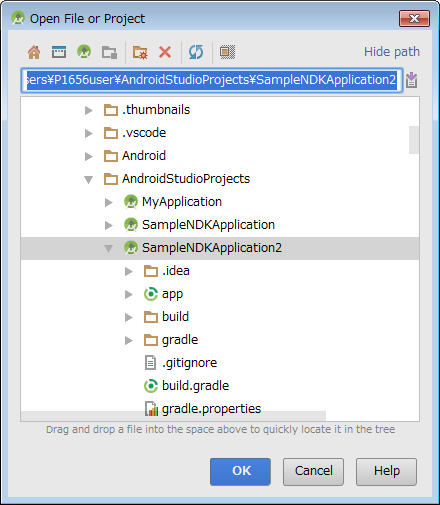 Open File or Project
Hide path
sers¥P1656user¥AndroidStudioProjects¥SampleNDKApplication2
.thumbnails
.vscode
Android
AndroidStudioProjects
MyApplication
SampleNDKApplication
SampleNDKApplication2
.idea
app
build
gradle
.gitignore
build.gradle
gradle.properties
Drag and drop a file into the space above to quickly locate it in the tree
OK
Cancel
Help